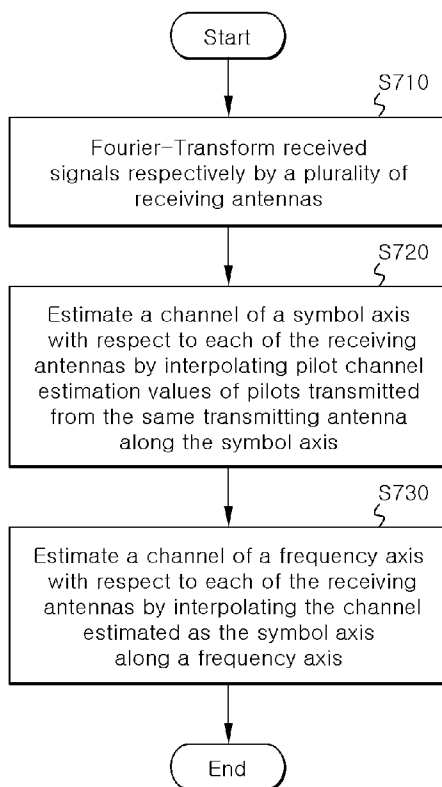 Start
S710
Fourier-Transform received
signals respectively by a plurality of
receiving antennas
S720
Estimate a channel of a symbol axis
with respect to each of the receiving
antennas by interpolating pilot channel
estimation values of pilots transmitted
from the same transmitting antenna
along the symbol axis
S730
Estimate a channel of a frequency axis
with respect to each of the receiving
antennas by interpolating the channel
estimated as the symbol axis
along a frequency axis
End